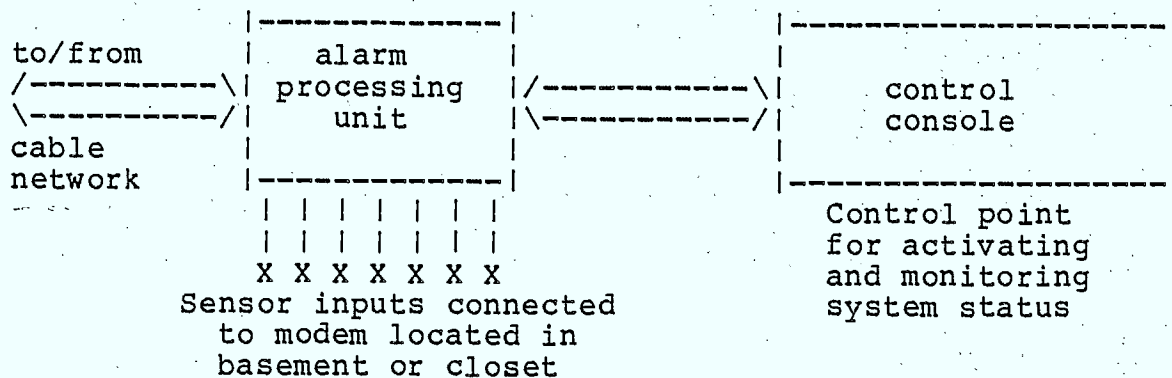 to/from
cable
network
alarm
processing
unit
control
console
Sensor inputs connected
to modem located in
basement or closet
Control point
for activating
and monitoring
system status